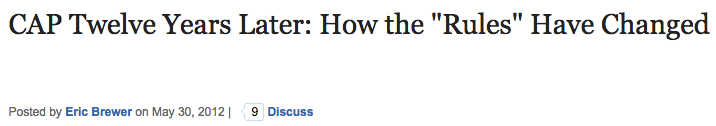 CAP Twelve Years Later: How the "Rules" Have Changed
Posted by Eric Brewer on May 30, 2012 | 9 Discuss